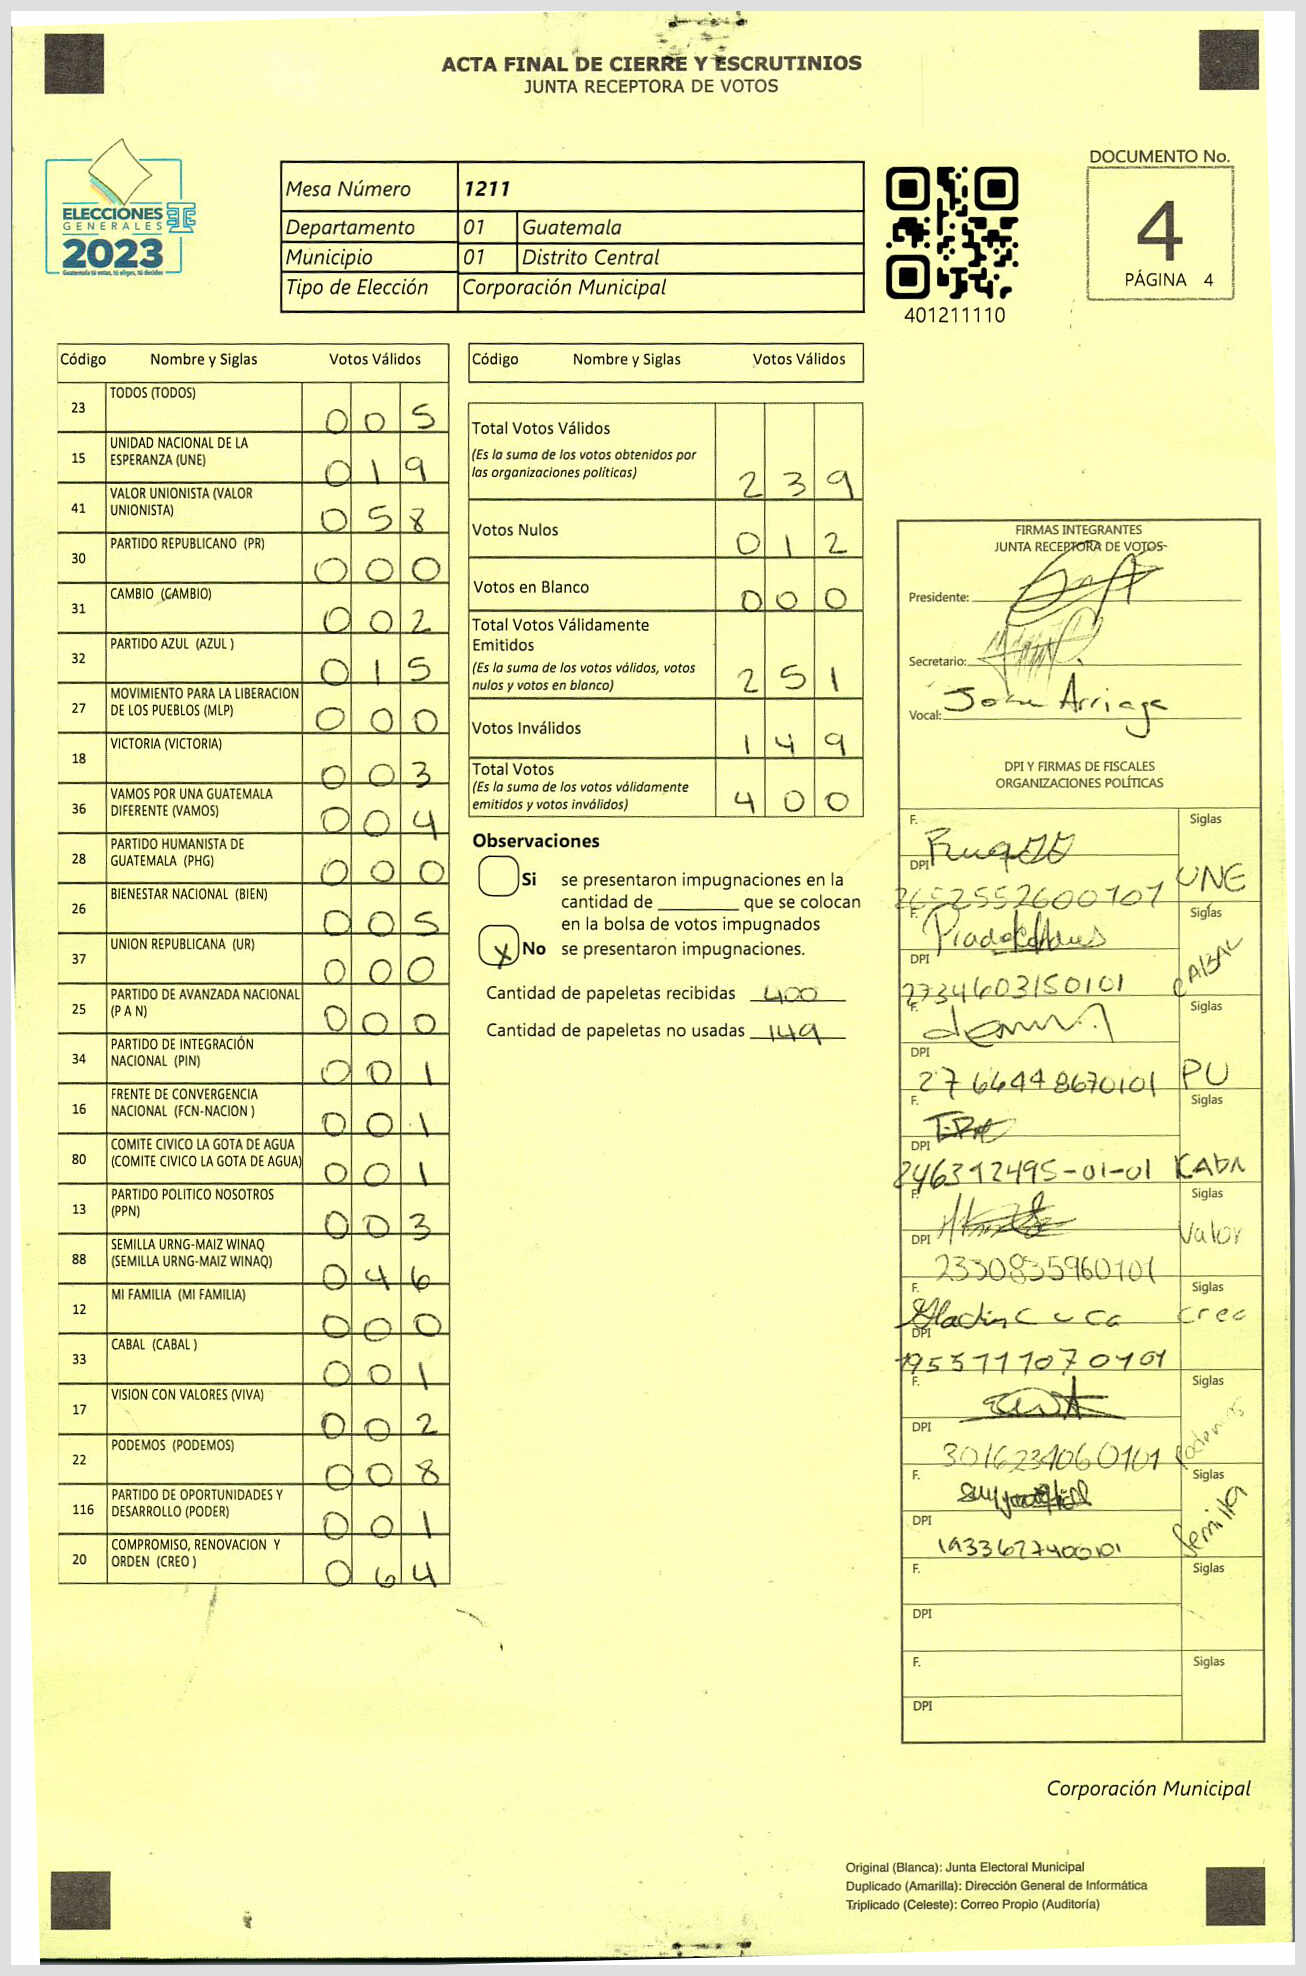 ACTA FINAL DE CIERRE Y ESCRUTINIOS
JUNTA RECEPTORA DE VOTOS
ELECCIONES
GENERALES
2023
Guatemala tú votas, tú eliges, tú decides
Mesa Número 1211
Departamento 01 Guatemala
Municipio 01 Distrito Central
Tipo de Elección Corporación Municipal
401211110
DOCUMENTO No.
4
PÁGINA 4
Código Nombre y Siglas Votos Válidos
23 TODOS (TODOS) 0 0 5
15 UNIDAD NACIONAL DE LA
ESPERANZA (UNE) 0 1 9
41 VALOR UNIONISTA (VALOR
UNIONISTA) 0 5 8
30 PARTIDO REPUBLICANO (PR) 0 0 0
31 CAMBIO (CAMBIO) 0 0 2
32 PARTIDO AZUL (AZUL ) 0 1 5
27 MOVIMIENTO PARA LA LIBERACION
DE LOS PUEBLOS (MLP) 0 0 0
18 VICTORIA (VICTORIA) 0 0 3
36 VAMOS POR UNA GUATEMALA
DIFERENTE (VAMOS) 0 0 4
28 PARTIDO HUMANISTA DE
GUATEMALA (PHG) 0 0 0
26 BIENESTAR NACIONAL (BIEN) 0 0 5
37 UNION REPUBLICANA (UR) 0 0 0
25 PARTIDO DE AVANZADA NACIONAL
(P A N) 0 0 0
34 PARTIDO DE INTEGRACIÓN
NACIONAL (PIN) 0 0 1
16 FRENTE DE CONVERGENCIA
NACIONAL (FCN-NACION ) 0 0 1
80 COMITE CIVICO LA GOTA DE AGUA
(COMITE CIVICO LA GOTA DE AGUA) 0 0 1
13 PARTIDO POLITICO NOSOTROS
(PPN) 0 0 3
88 SEMILLA URNG-MAIZ WINAQ
(SEMILLA URNG-MAIZ WINAQ) 0 4 6
12 MI FAMILIA (MI FAMILIA) 0 0 0
33 CABAL (CABAL ) 0 0 1
17 VISION CON VALORES (VIVA) 0 0 2
22 PODEMOS (PODEMOS) 0 0 8
116 PARTIDO DE OPORTUNIDADES Y
DESARROLLO (PODER) 0 0 1
20 COMPROMISO, RENOVACION Y
ORDEN (CREO ) 0 6 4
Código Nombre y Siglas Votos Válidos
Total Votos Válidos
(Es la suma de los votos obtenidos por
las organizaciones políticas) 2 3 9
Votos Nulos 0 1 2
Votos en Blanco 0 0 0
Total Votos Válidamente
Emitidos
(Es la suma de los votos válidos, votos
nulos y votos en blanco) 2 5 1
Votos Inválidos 1 4 9
Total Votos
(Es la suma de los votos válidamente
emitidos y votos inválidos) 4 0 0
Observaciones
Si se presentaron impugnaciones en la
cantidad de ________ que se colocan
en la bolsa de votos impugnados
X No se presentaron impugnaciones.
Cantidad de papeletas recibidas 400
Cantidad de papeletas no usadas 149
FIRMAS INTEGRANTES
JUNTA RECEPTORA DE VOTOS
Presidente:
Secretario:
Vocal: Arriaga
DPI Y FIRMAS DE FISCALES
ORGANIZACIONES POLÍTICAS
F. Siglas
DPI UNE
2652552600101
F. Siglas
DPI CABAL
2734603150101
F. Siglas
DPI
2766448670101 PU
F. Siglas
DPI
F. Siglas
DPI Valor
2330835960101
F. Siglas
Creo
DPI
F. Siglas
DPI Podemos
F. Siglas
DPI Semilla
1933677400101
F. Siglas
DPI
F. Siglas
DPI
Corporación Municipal
Original (Blanca): Junta Electoral Municipal
Duplicado (Amarilla): Dirección General de Informática
Triplicado (Celeste): Correo Propio (Auditoría)